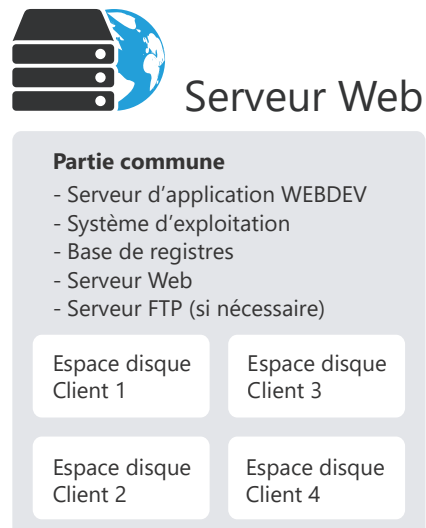 Serveur Web
Partie commune
- Serveur d'application WEBDEV
- Système d'exploitation
- Base de registres
- Serveur Web
- Serveur FTP (si nécessaire)
Espace disque
Client 1
Espace disque
Client 3
Espace disque
Client 2
Espace disque
Client 4